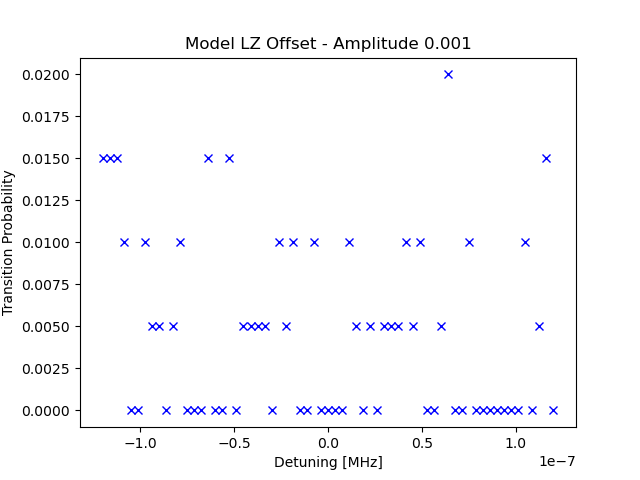 Model LZ Offset - Amplitude 0.001
Transition Probability
0.0200
0.0175
0.0150
0.0125
0.0100
0.0075
0.0050
0.0025
0.0000
−1.0 −0.5 0.0 0.5 1.0
1e−7
Detuning [MHz]